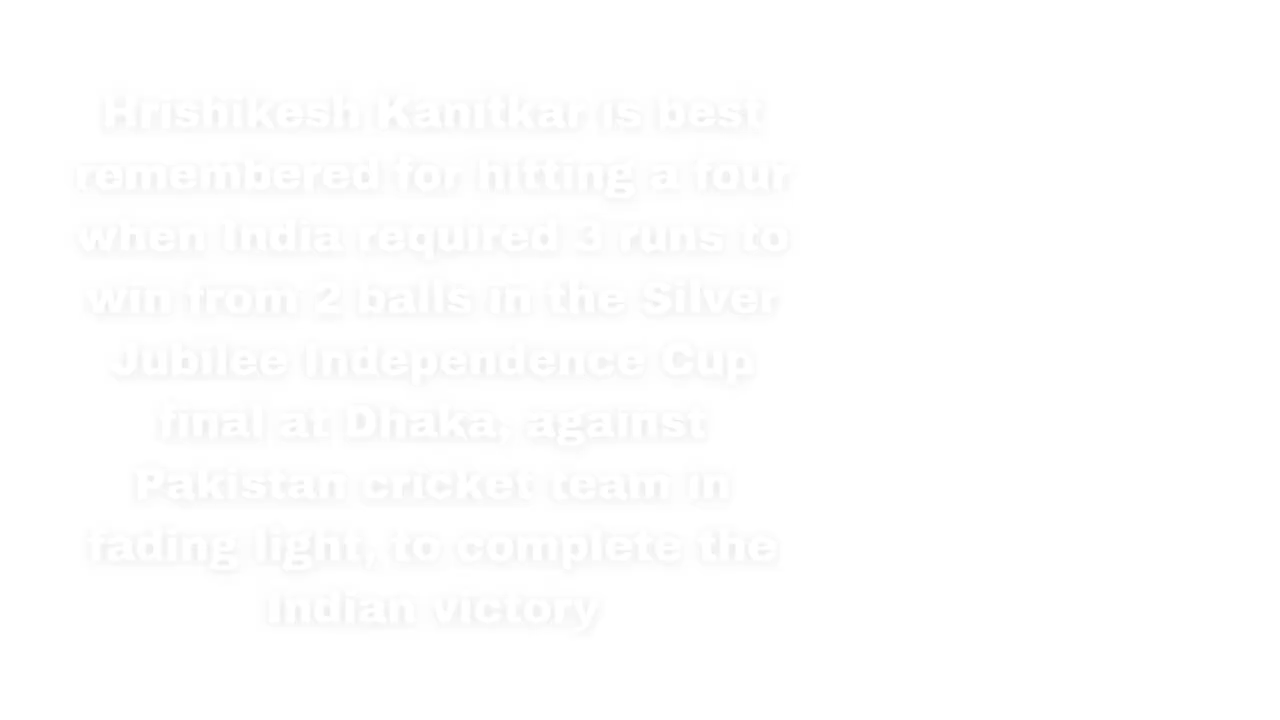 Hrishikesh Kanitkar is best
remembered for hitting a four
when India required 3 runs to
win from 2 balls in the Silver
Jubilee Independence Cup
final at Dhaka, against
Pakistan cricket team in
fading light, to complete the
Indian victory